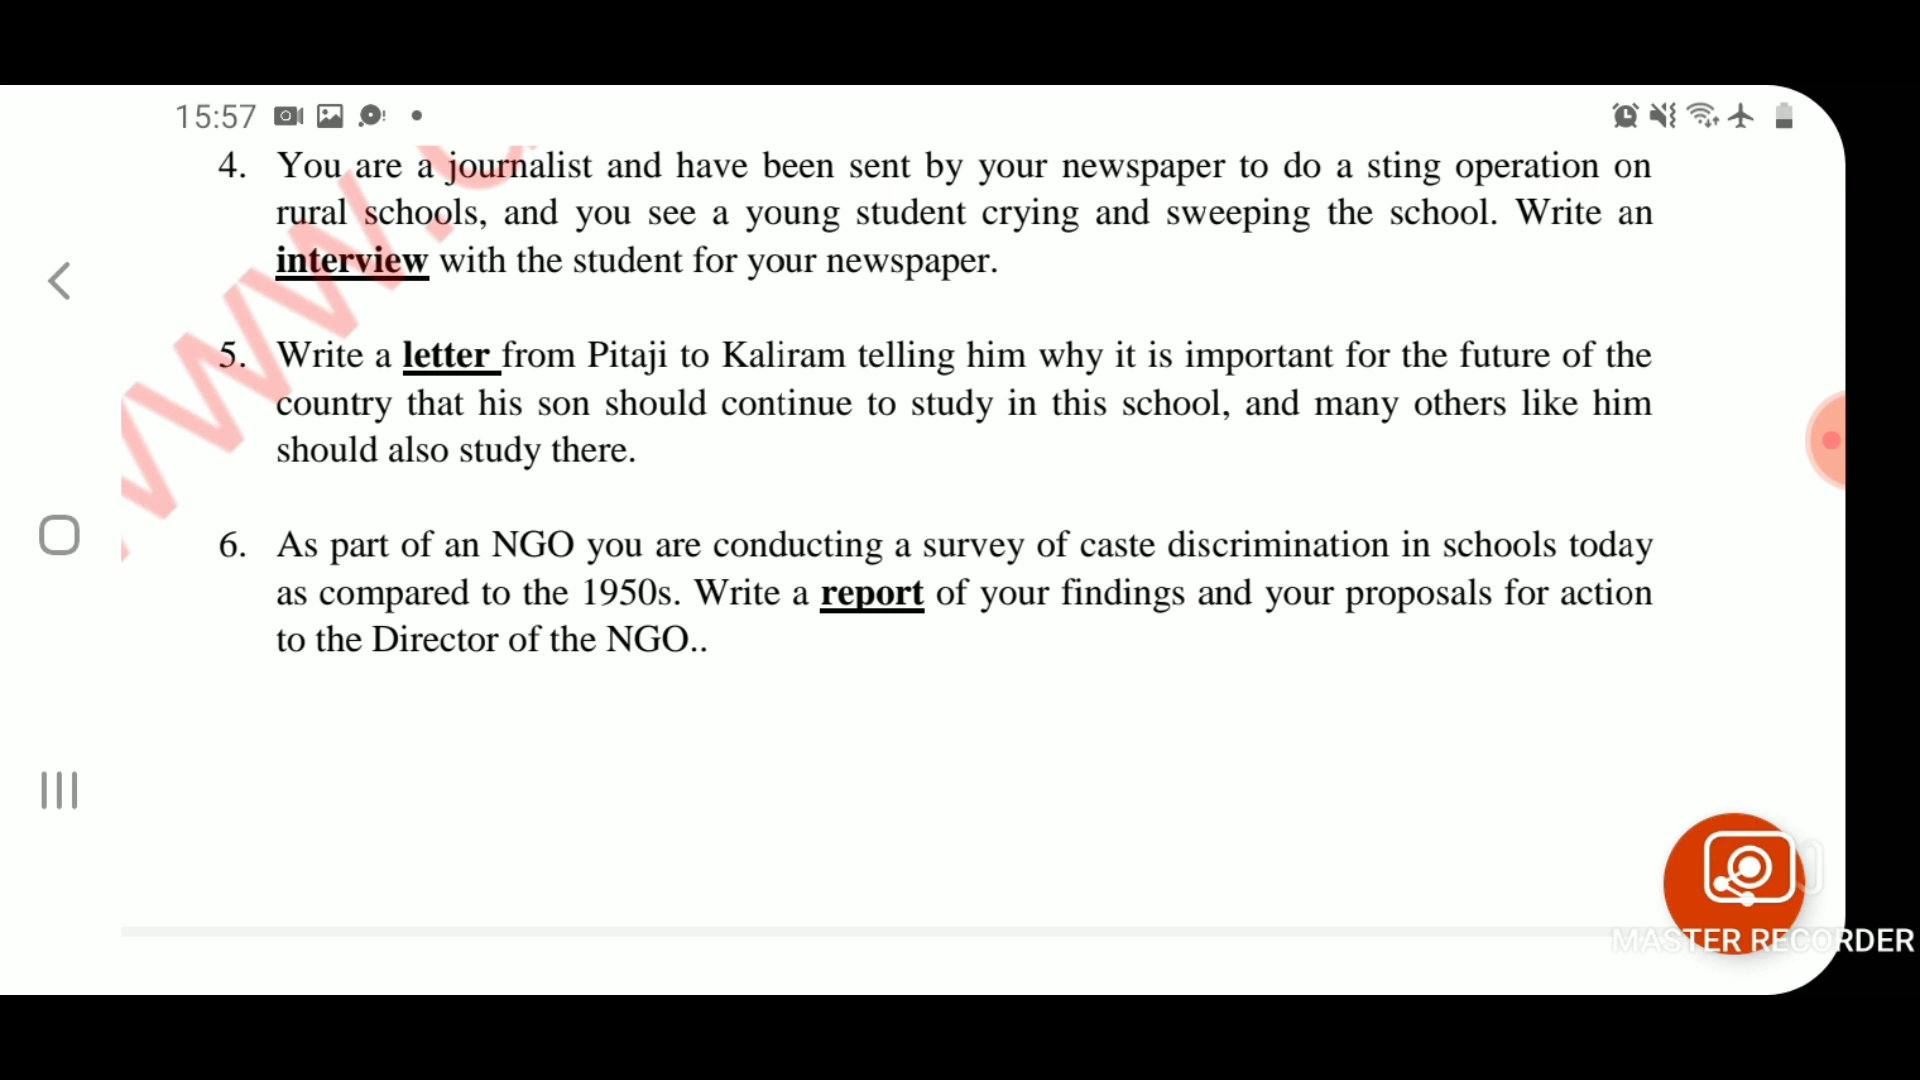 15:57
4. You are a journalist and have been sent by your newspaper to do a sting operation on
rural schools, and you see a young student crying and sweeping the school. Write an
interview with the student for your newspaper.
5. Write a letter from Pitaji to Kaliram telling him why it is important for the future of the
country that his son should continue to study in this school, and many others like him
should also study there.
6. As part of an NGO you are conducting a survey of caste discrimination in schools today
as compared to the 1950s. Write a report of your findings and your proposals for action
to the Director of the NGO..
MASTER RECORDER